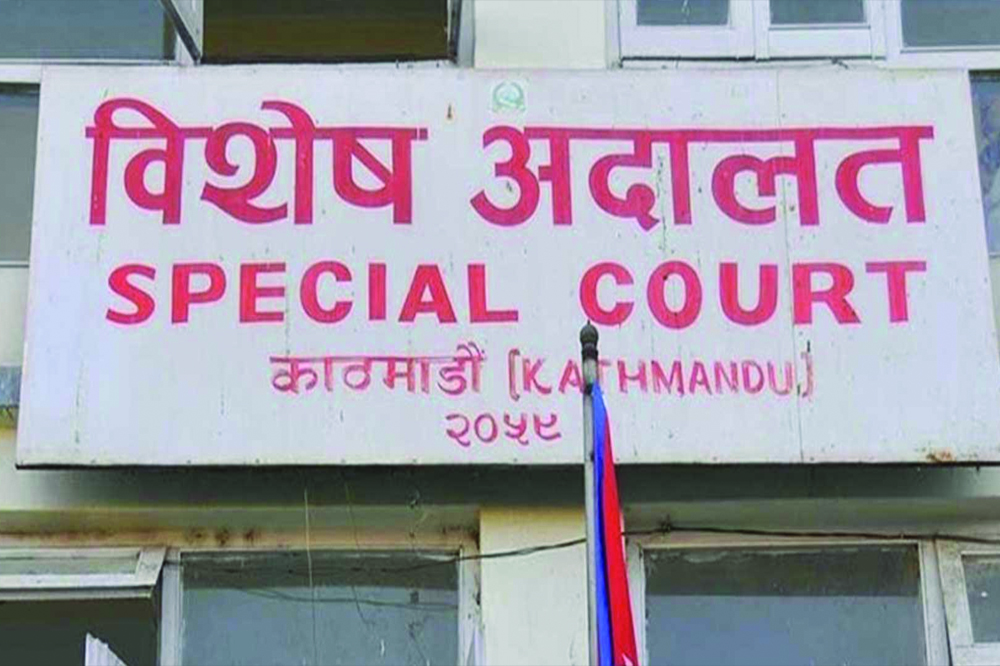 विशेष अदालत
SPECIAL COURT
काठमाडौं (KATHMANDU)
२०५९